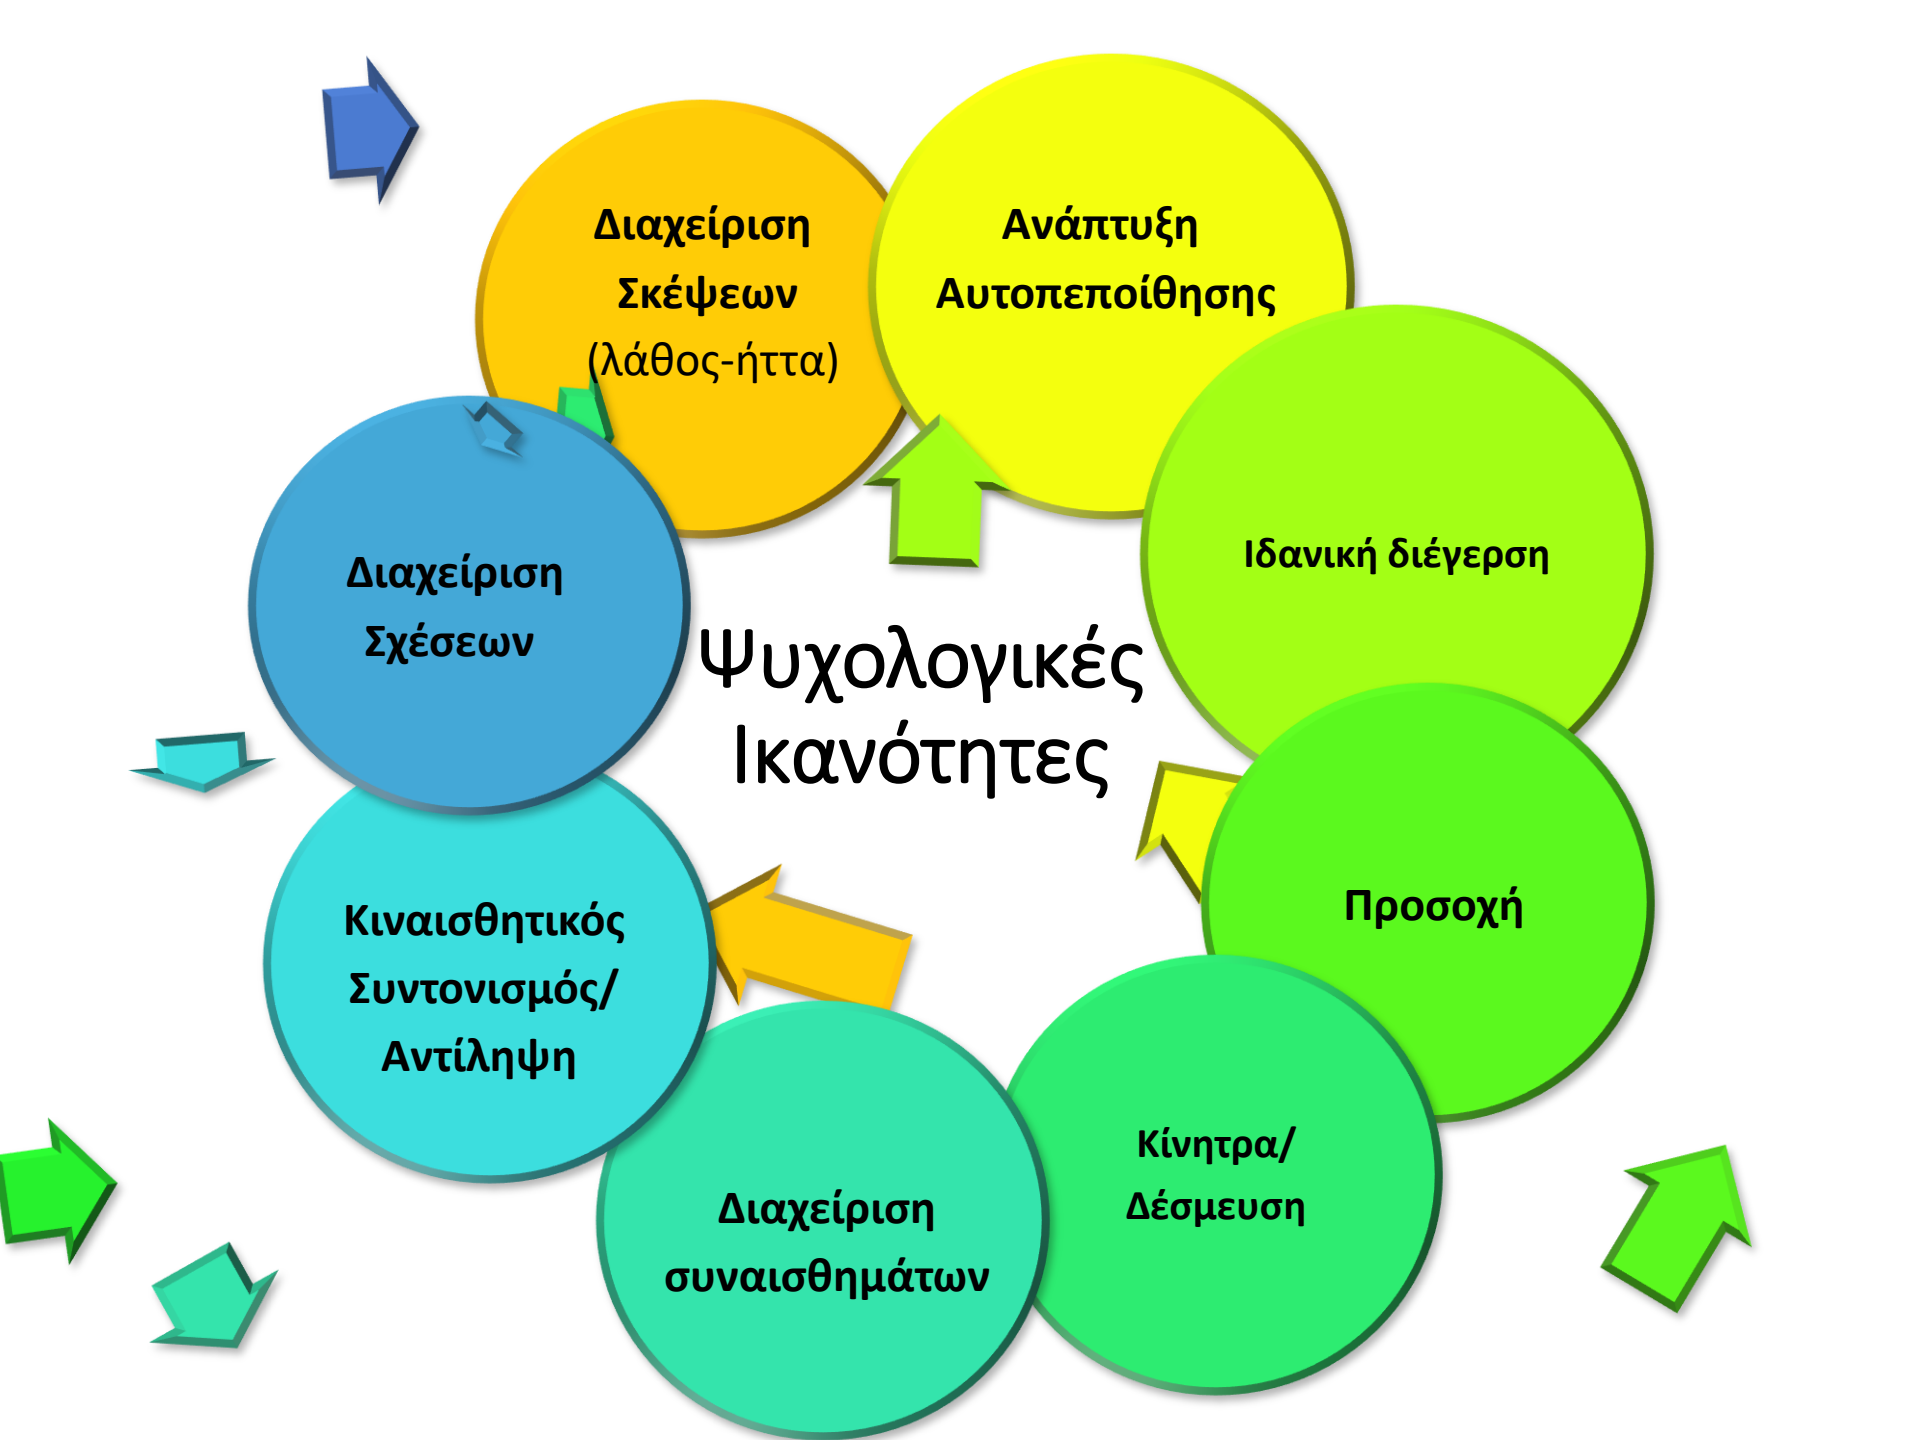 Διαχείριση
Σκέψεων
(λάθος-ήττα)
Ανάπτυξη
Αυτοπεποίθησης
Ιδανική διέγερση
Προσοχή
Κίνητρα/
Δέσμευση
Διαχείριση
συναισθημάτων
Κιναισθητικός
Συντονισμός/
Αντίληψη
Διαχείριση
Σχέσεων
Ψυχολογικές
Ικανότητες